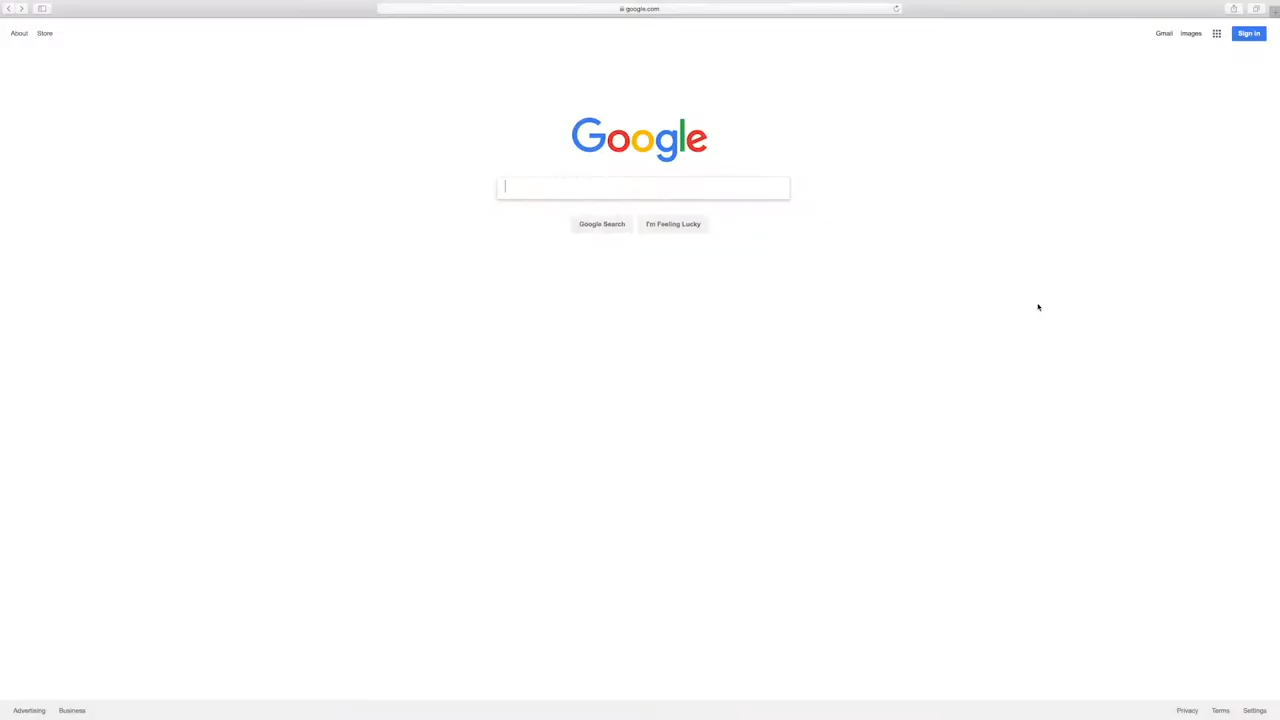 google.com
About Store Gmail Images Sign in
Google
Google Search I'm Feeling Lucky
Advertising Business Privacy Terms Settings